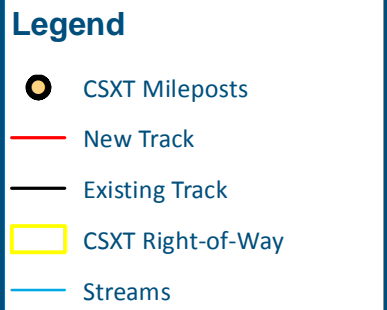 Legend
CSXT Mileposts
New Track
Existing Track
CSXT Right-of-Way
Streams